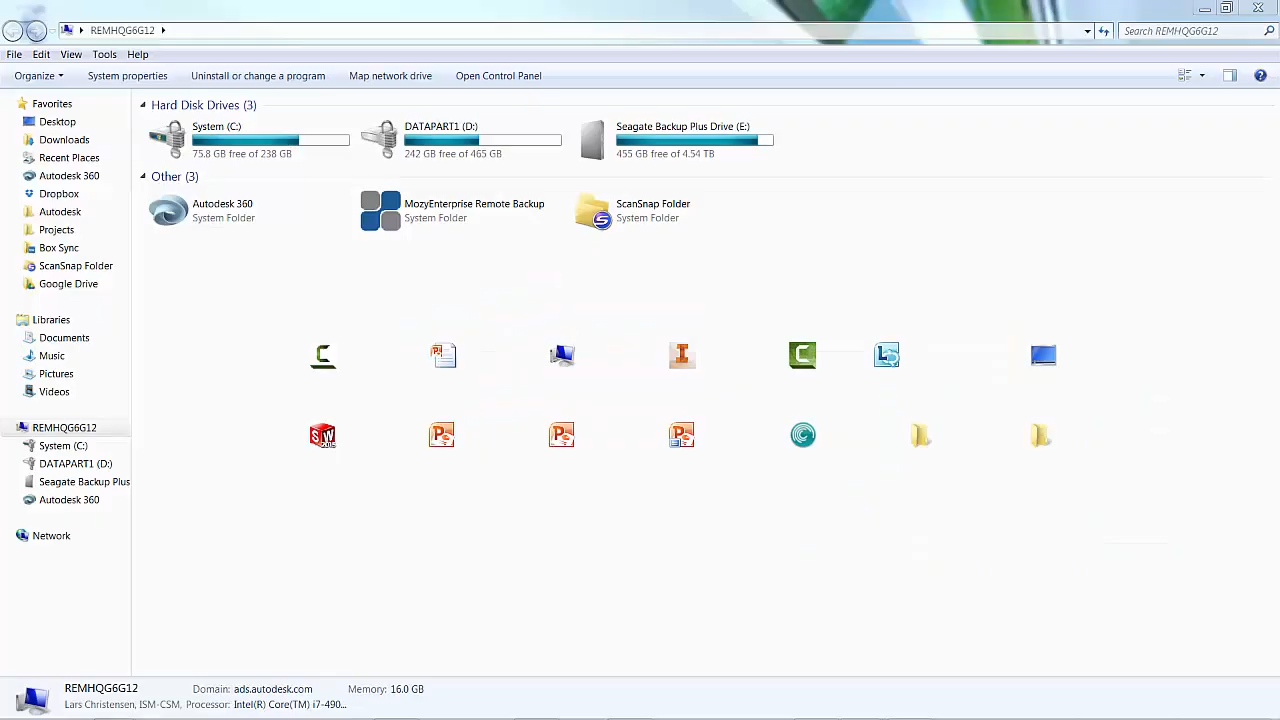 REMHQG6G12
Search REMHQG6G12
File Edit View Tools Help
Organize System properties Uninstall or change a program Map network drive Open Control Panel
Favorites
Desktop
Downloads
Recent Places
Autodesk 360
Dropbox
Autodesk
Projects
Box Sync
ScanSnap Folder
Google Drive
Libraries
Documents
Music
Pictures
Videos
REMHQG6G12
System (C:)
DATAPART1 (D:)
Seagate Backup Plus
Autodesk 360
Network
Hard Disk Drives (3)
System (C:)
75.8 GB free of 238 GB
DATAPART1 (D:)
242 GB free of 465 GB
Seagate Backup Plus Drive (E:)
455 GB free of 4.54 TB
Other (3)
Autodesk 360
System Folder
MozyEnterprise Remote Backup
System Folder
ScanSnap Folder
System Folder
REMHQG6G12 Domain: ads.autodesk.com Memory: 16.0 GB
Lars Christensen, ISM-CSM, Processor: Intel(R) Core(TM) i7-490...